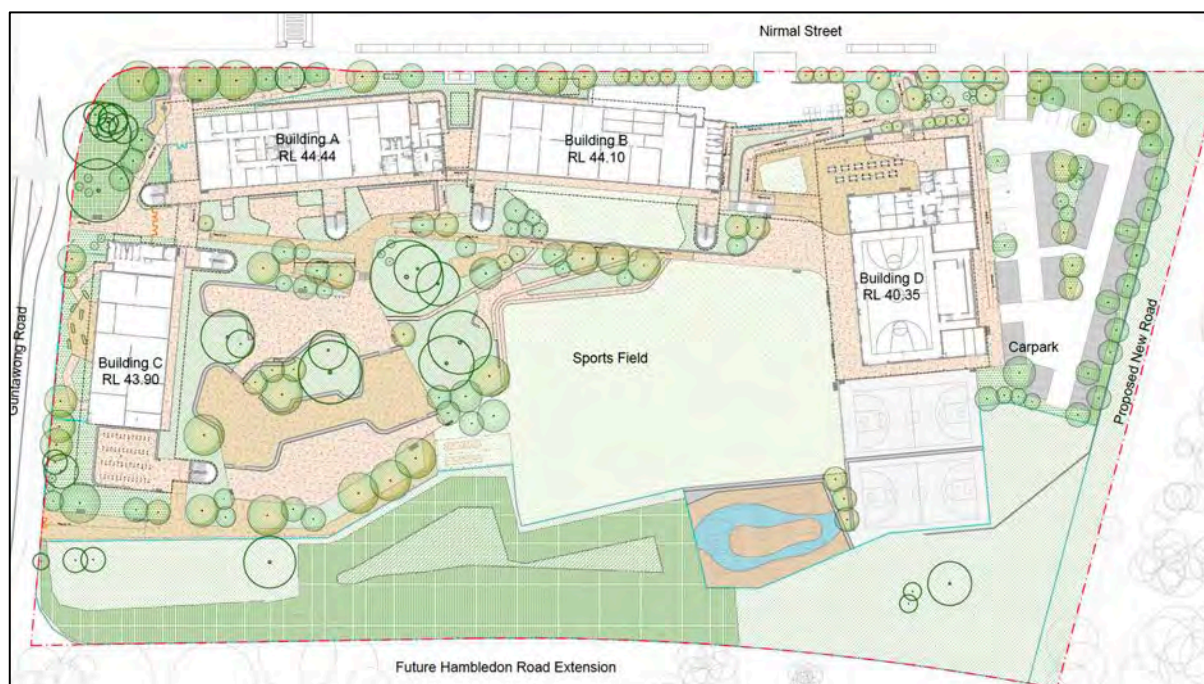 Nirmal Street
Building A
RL 44.44
Building B
RL 44.10
Building D
RL 40.35
Building C
RL 43.90
Sports Field
Carpark
Guntawong Road
Proposed New Road
Future Hambledon Road Extension